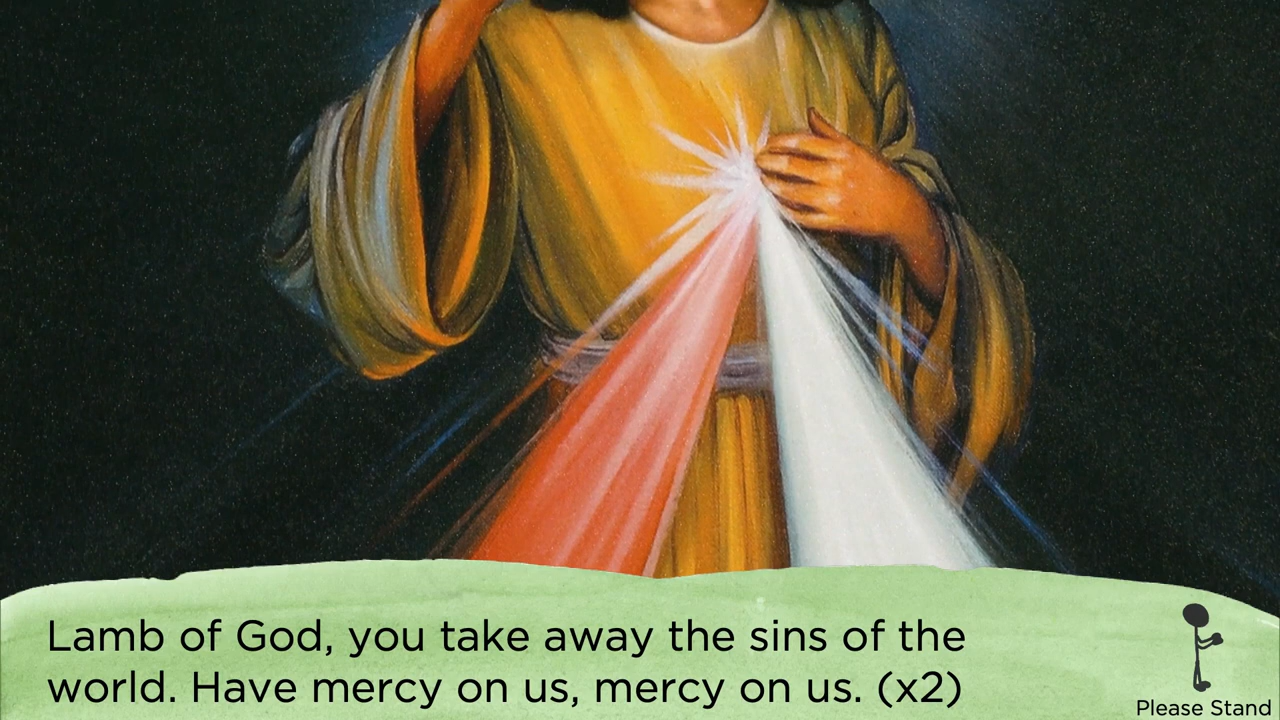 Lamb of God, you take away the sins of the
world. Have mercy on us, mercy on us. (x2)
Please Stand